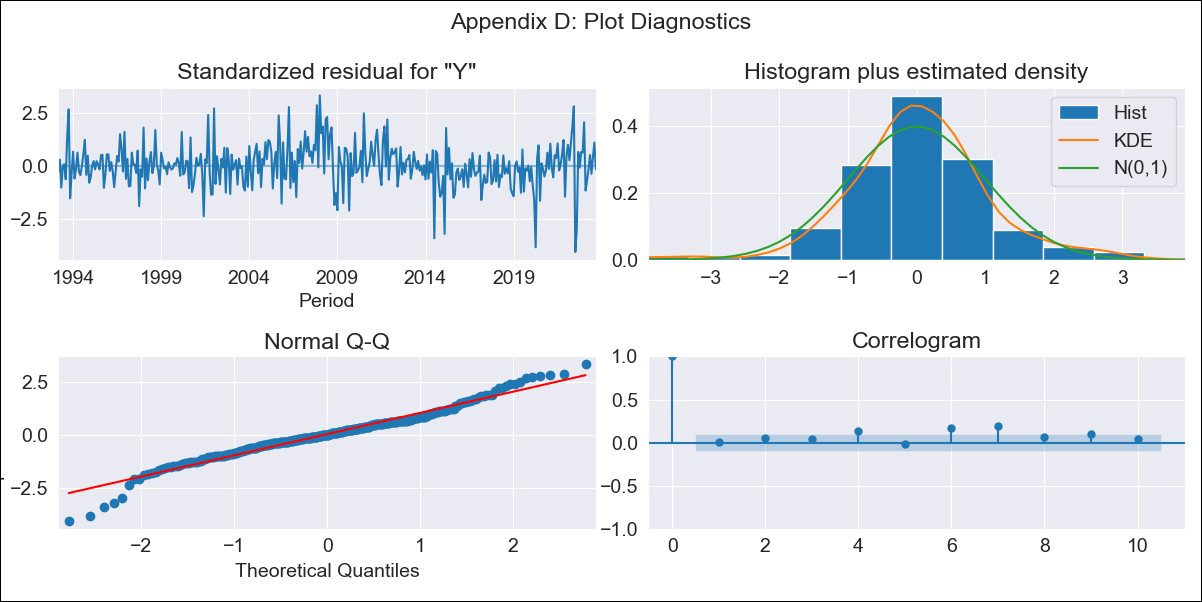 Appendix D: Plot Diagnostics
Standardized residual for "Y"
2.5
0.0
−2.5
1994 1999 2004 2009 2014 2019
Period
Histogram plus estimated density
Hist
KDE
N(0,1)
0.4
0.2
0.0
−3 −2 −1 0 1 2 3
Normal Q-Q
2.5
0.0
−2.5
−2 −1 0 1 2
Theoretical Quantiles
Correlogram
1.0
0.5
0.0
−0.5
−1.0
0 2 4 6 8 10